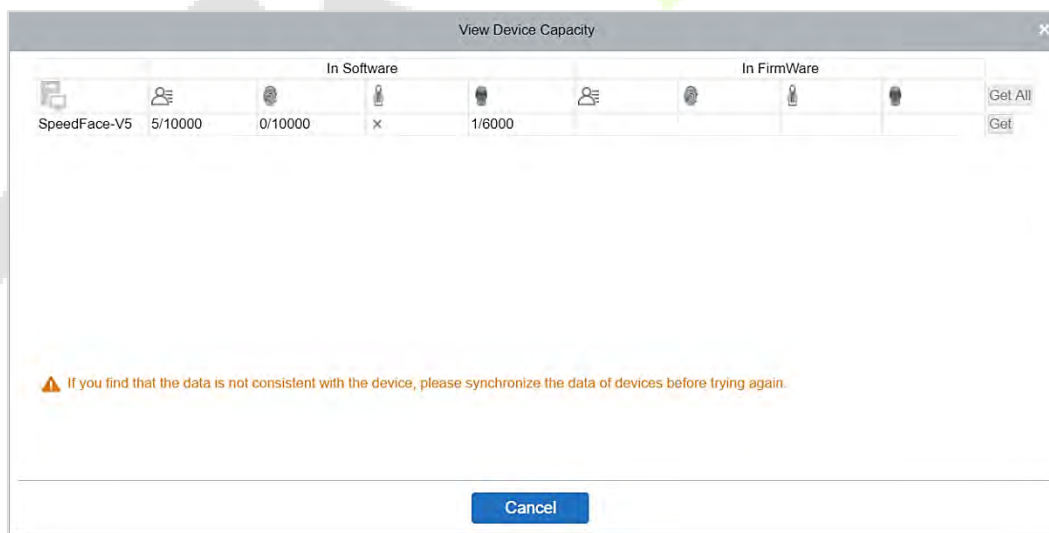 View Device Capacity
In Software In FirmWare
Get All
SpeedFace-V5 5/10000 0/10000 × 1/6000 Get
If you find that the data is not consistent with the device, please synchronize the data of devices before trying again.
Cancel